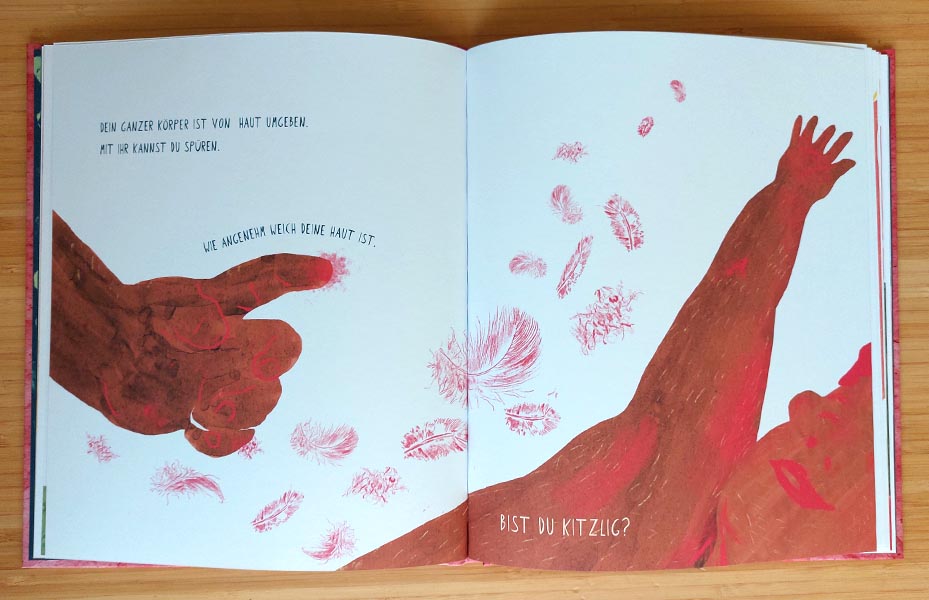 DEIN GANZER KÖRPER IST VON HAUT UMGEBEN.
MIT IHR KANNST DU SPÜREN.
WIE ANGENEHM WEICH DEINE HAUT IST.
BIST DU KITZLIG?